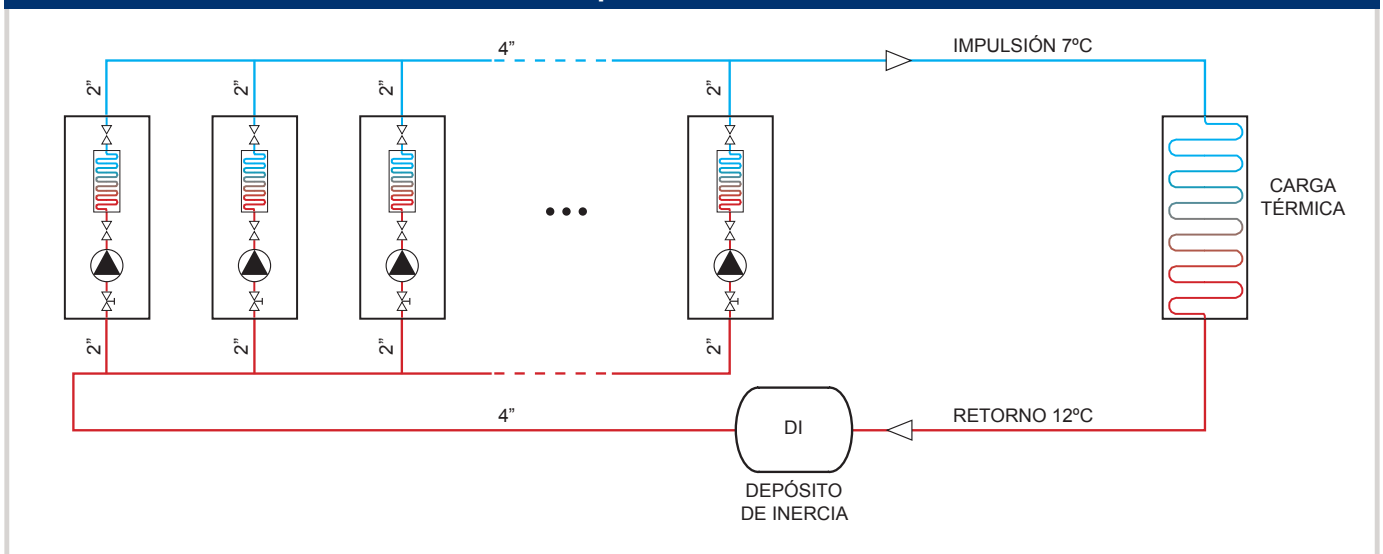 4”
IMPULSIÓN 7ºC
2”
2”
2”
2”
CARGA
TÉRMICA
2”
2”
2”
2”
4”
DI
RETORNO 12ºC
DEPÓSITO
DE INERCIA